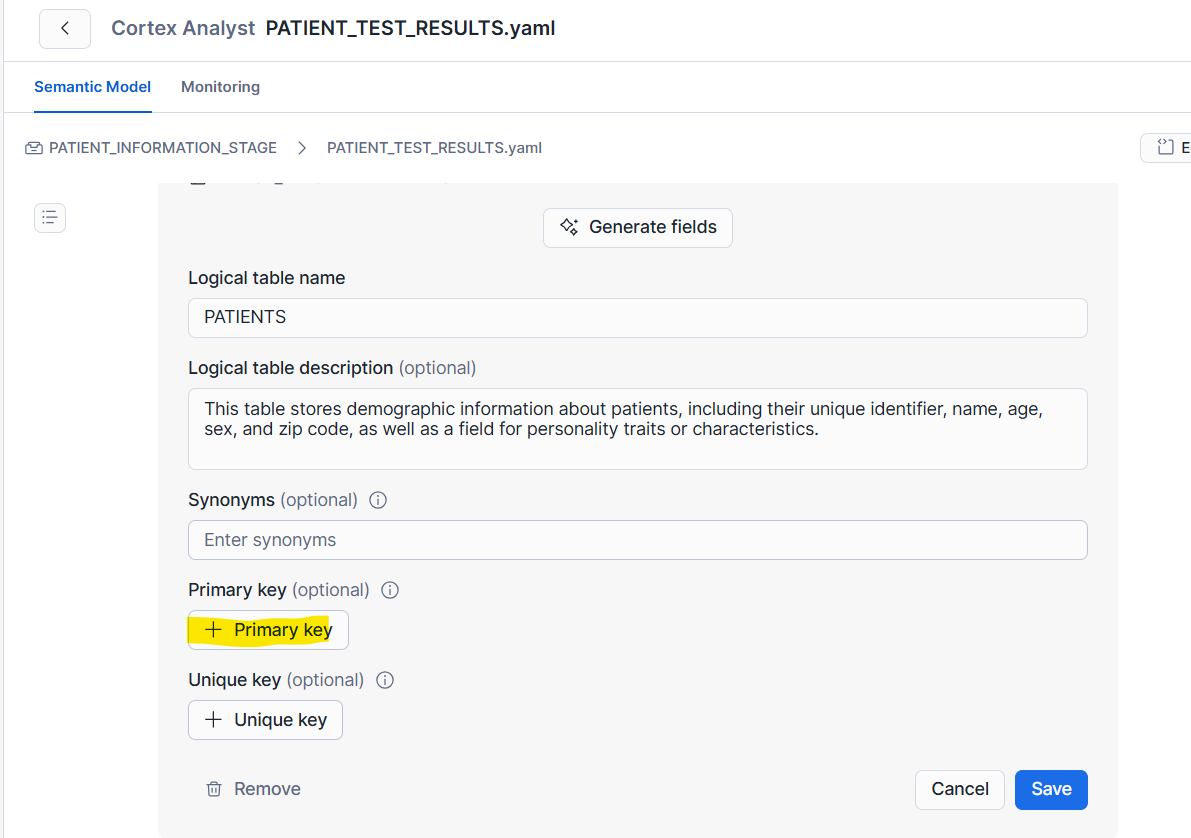 Cortex Analyst PATIENT_TEST_RESULTS.yaml
Semantic Model Monitoring
PATIENT_INFORMATION_STAGE > PATIENT_TEST_RESULTS.yaml
Generate fields
Logical table name
PATIENTS
Logical table description (optional)
This table stores demographic information about patients, including their unique identifier, name, age,
sex, and zip code, as well as a field for personality traits or characteristics.
Synonyms (optional)
Enter synonyms
Primary key (optional)
+ Primary key
Unique key (optional)
+ Unique key
Remove Cancel Save